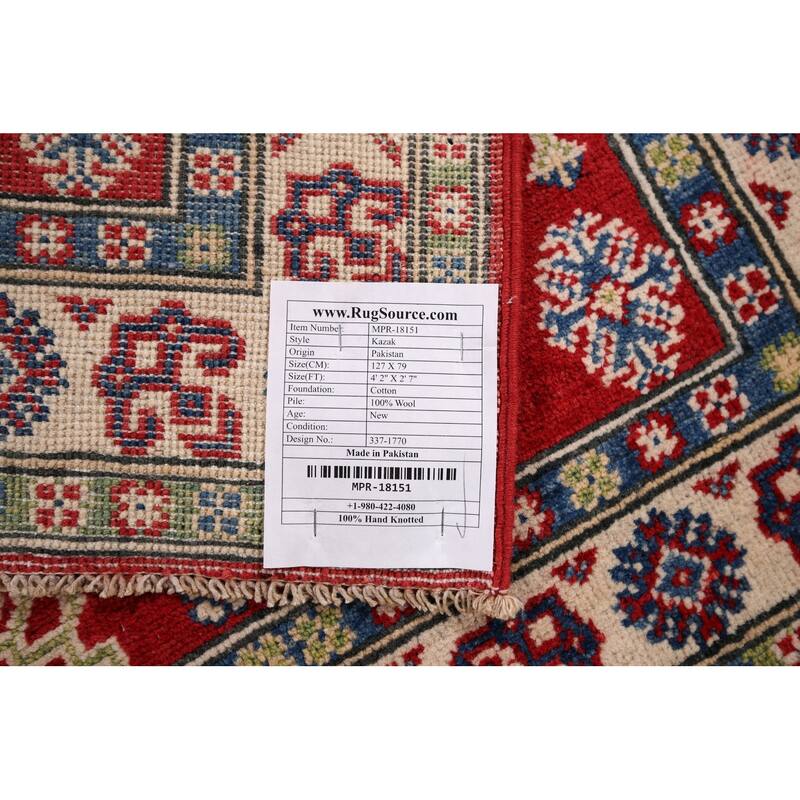 www.RugSource.com
Item Number MPR-18151
Style Kazak
Origin Pakistan
Size(CM): 127 X 79
Size(FT): 4' 2" X 2' 7"
Foundation: Cotton
Pile: 100% Wool
Age: New
Condition:
Design No.: 337-1770
Made in Pakistan
MPR-18151
+1-980-422-4080
100% Hand Knotted